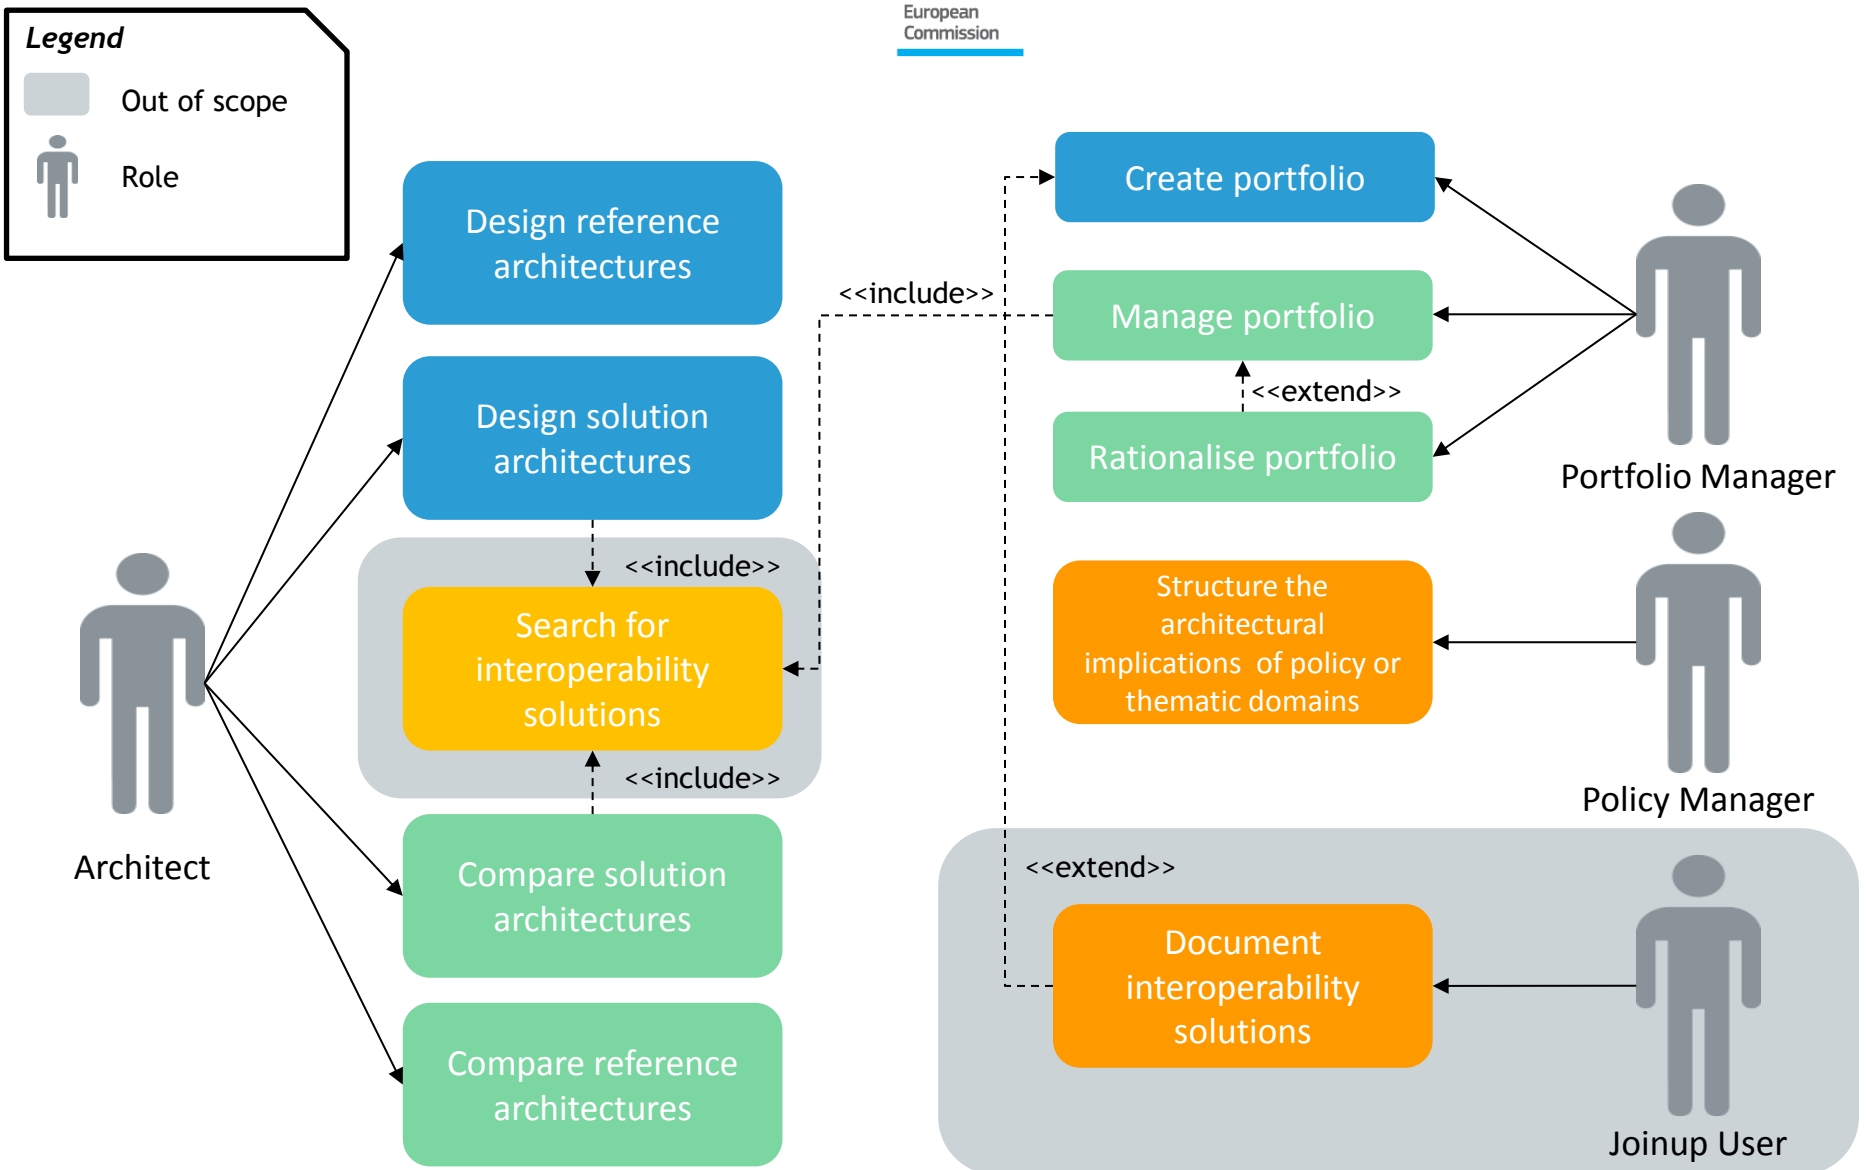 European
Commission
Legend
Out of scope
Role
Design reference
architectures
Design solution
architectures
<<include>>
Search for
interoperability
solutions
<<include>>
Compare solution
architectures
Compare reference
architectures
Architect
<<include>>
Create portfolio
Manage portfolio
<<extend>>
Rationalise portfolio
Portfolio Manager
Structure the
architectural
implications  of policy or
thematic domains
Policy Manager
<<extend>>
Document
interoperability
solutions
Joinup User